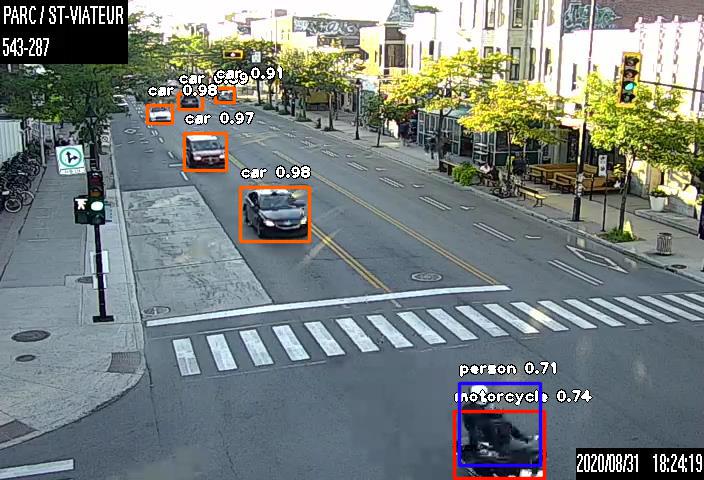 PARC / ST-VIATEUR
543-287
car 0.91
car 0.98
car 0.97
car 0.98
person 0.71
motorcycle 0.74
2020/08/31 18:24:19